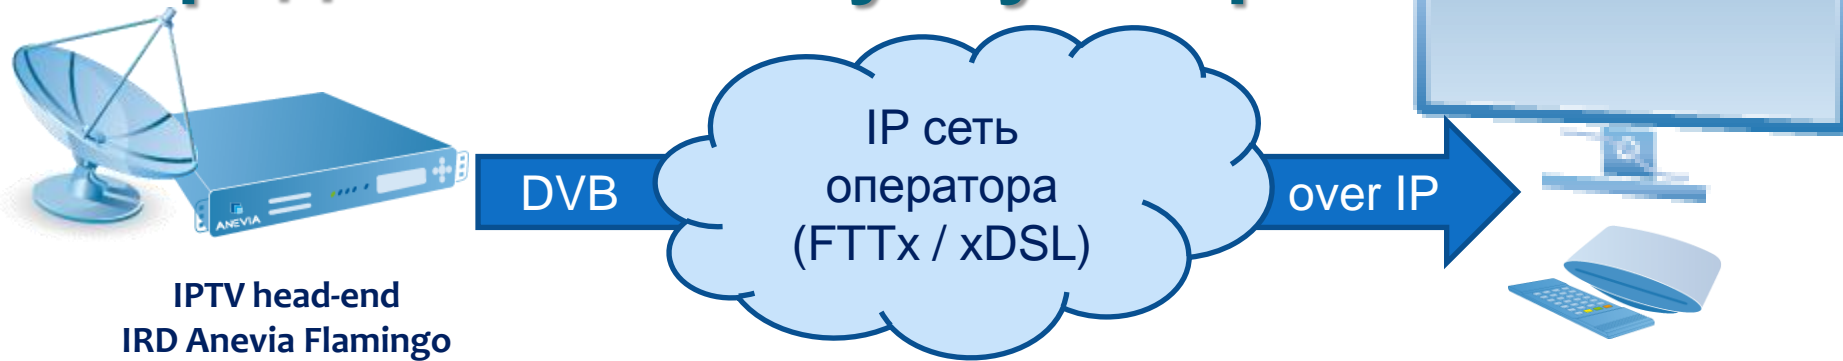 DVB
IP сеть
оператора
(FTTx / xDSL)
over IP
ANEVIA
IPTV head-end
IRD Anevia Flamingo